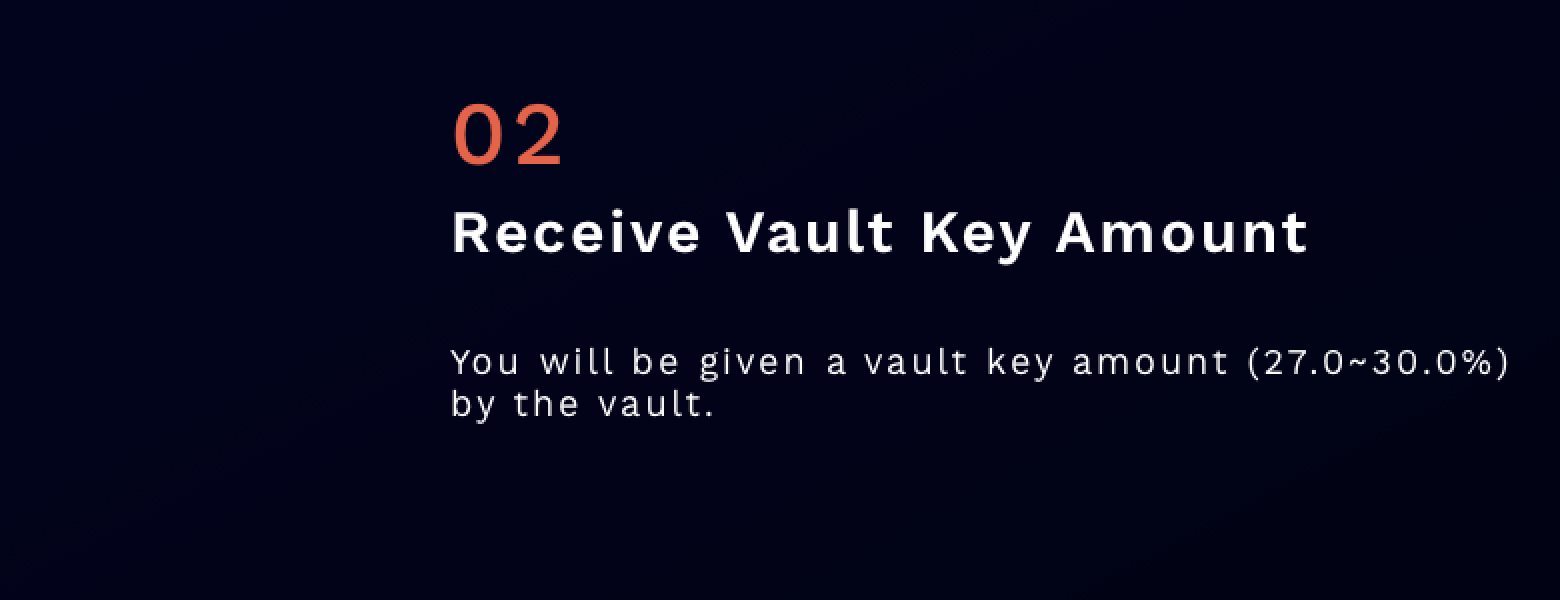 02
Receive Vault Key Amount
You will be given a vault key amount (27.0~30.0%)
by the vault.